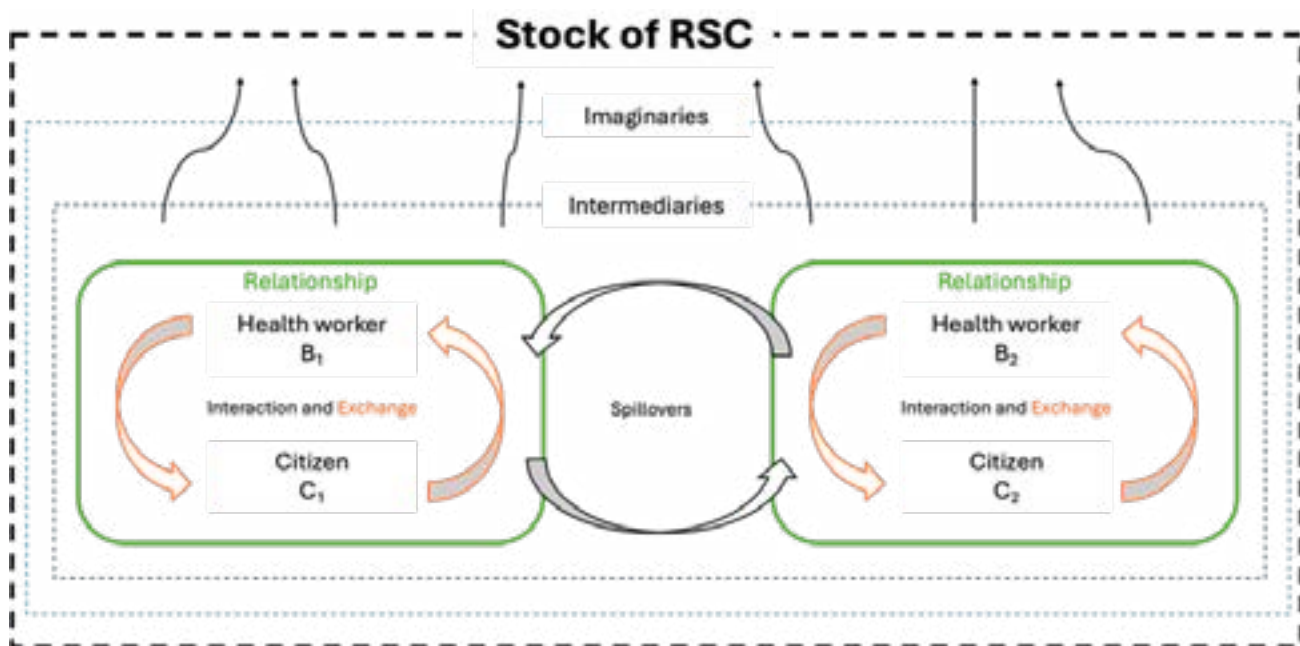 Stock of RSC
Imaginaries
Intermediaries
Relationship
Health worker
B₁
Interaction and Exchange
Citizen
C₁
Spillovers
Relationship
Health worker
B₂
Interaction and Exchange
Citizen
C₂